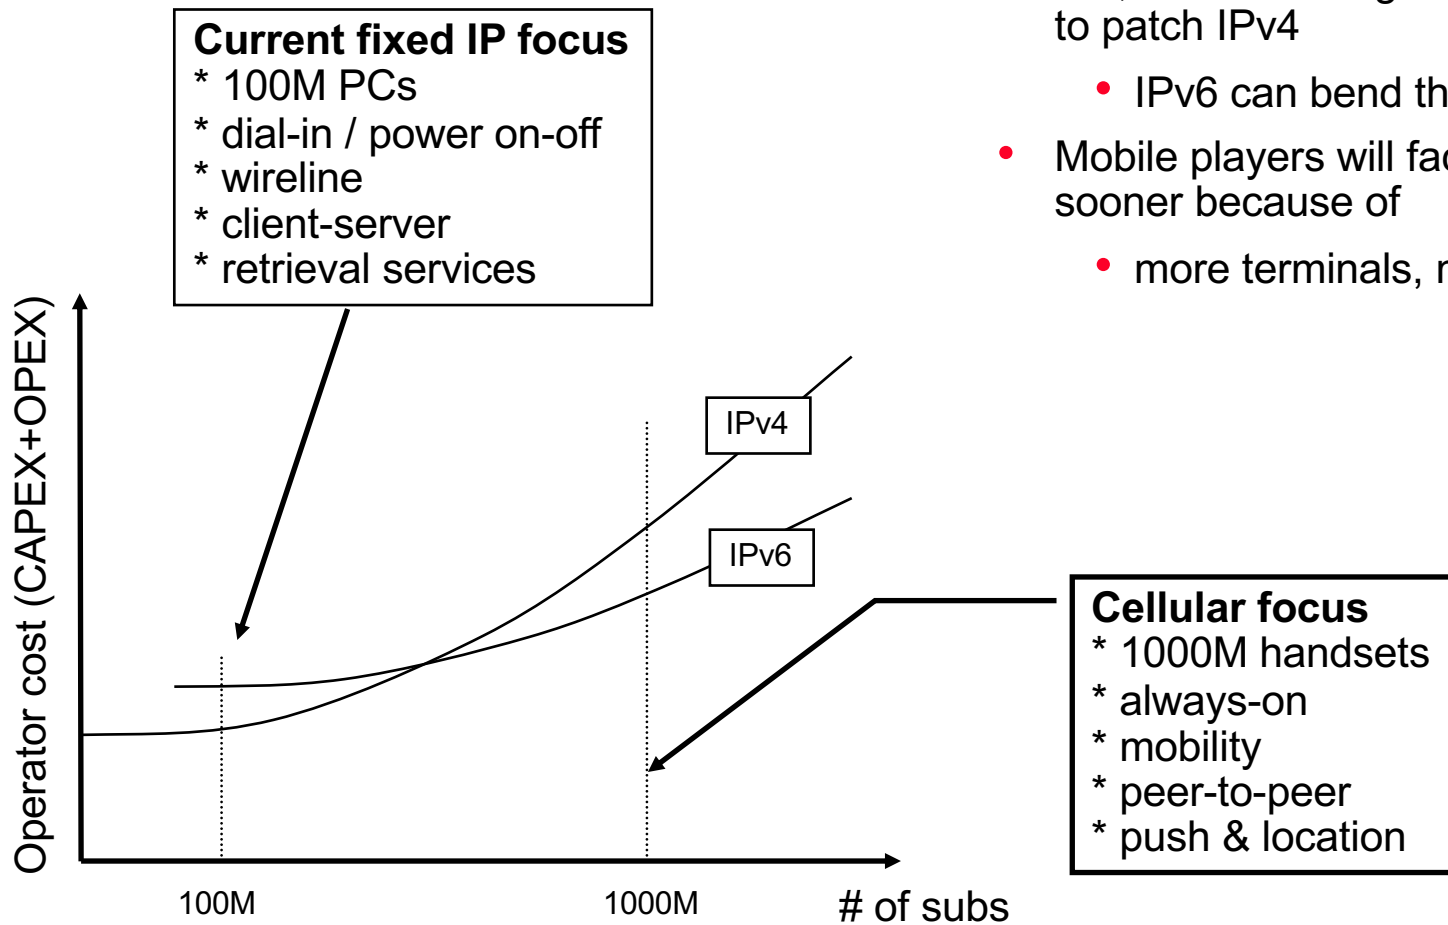 Current fixed IP focus
* 100M PCs
* dial-in / power on-off
* wireline
* client-server
* retrieval services
to patch IPv4
• IPv6 can bend
• Mobile players will
sooner because of
• more terminals,
Operator cost (CAPEX+OPEX)
IPv4
IPv6
Cellular focus
* 1000M handsets
* always-on
* mobility
* peer-to-peer
* push & location
100M
1000M
# of subs